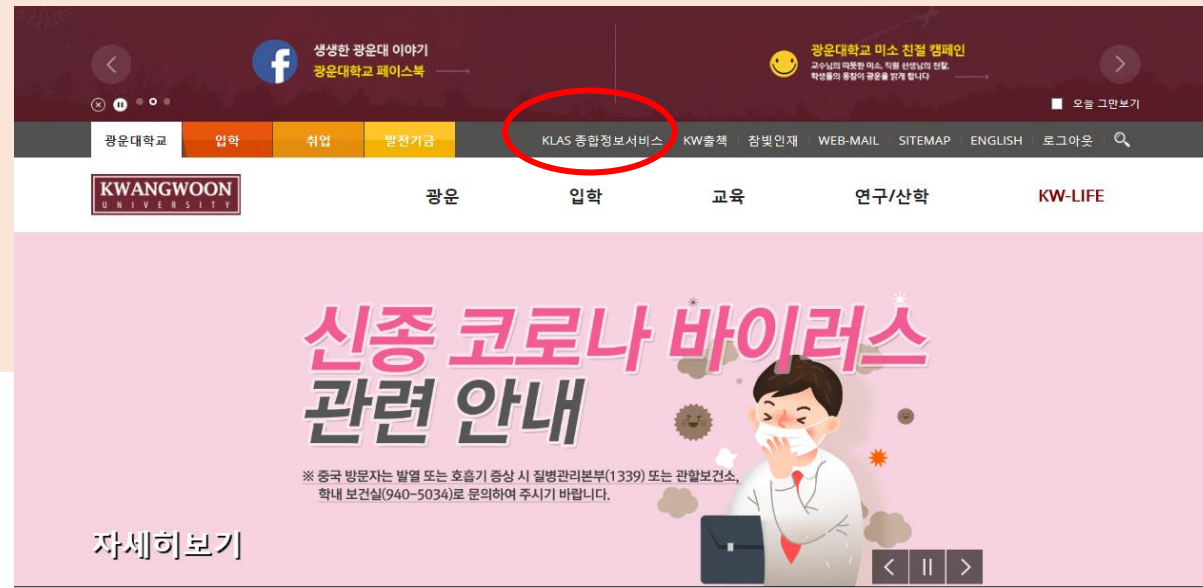 생생한 광운대 이야기
광운대학교 페이스북
광운대학교 미소 친절 캠페인
교수님의 따뜻한 미소, 직원 선생님의 친절,
학생들의 동참이 광운을 밝게 합니다
오늘 그만보기
광운대학교 입학 취업 발전기금 KLAS 종합정보서비스 KW출책 참빛인재 WEB-MAIL SITEMAP ENGLISH 로그아웃
KWANGWOON
UNIVERSITY
광운 입학 교육 연구/산학 KW-LIFE
신종 코로나 바이러스
관련 안내
※ 중국 방문자는 발열 또는 호흡기 증상 시 질병관리본부(1339) 또는 관할보건소,
학내 보건실(940-5034)로 문의하여 주시기 바랍니다.
자세히보기